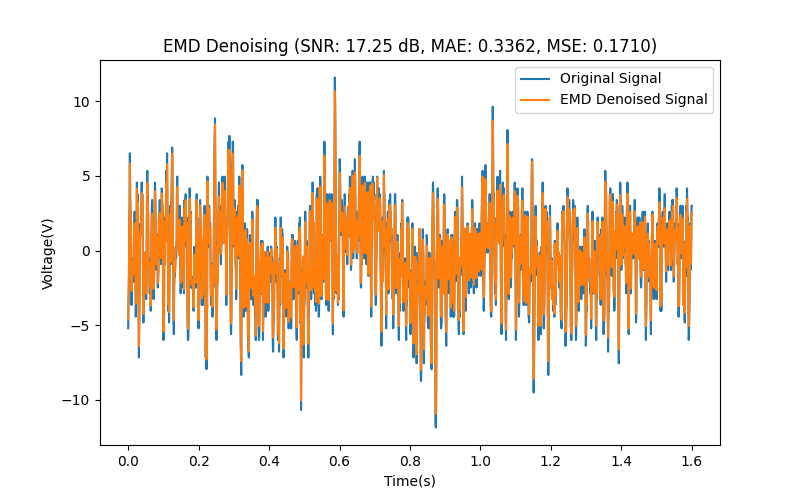 EMD Denoising (SNR: 17.25 dB, MAE: 0.3362, MSE: 0.1710)
Original Signal
EMD Denoised Signal
10
5
0
−5
−10
Voltage(V)
0.0 0.2 0.4 0.6 0.8 1.0 1.2 1.4 1.6
Time(s)